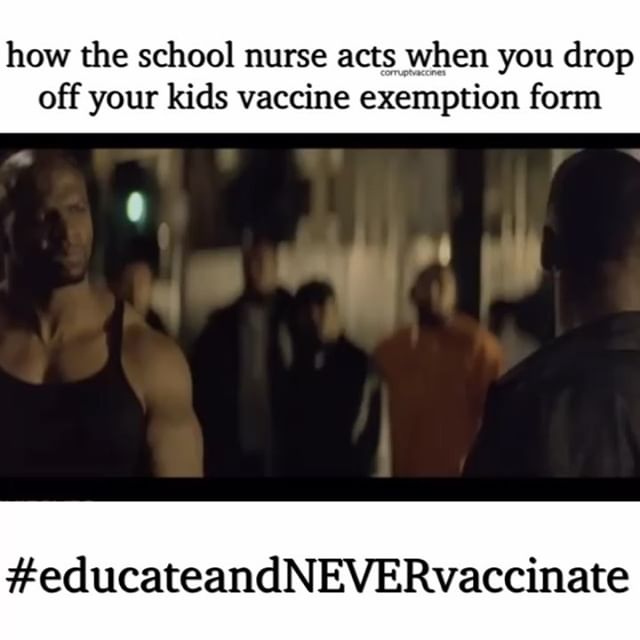 how the school nurse acts when you drop
corruptvaccines
off your kids vaccine exemption form
#educateandNEVERvaccinate